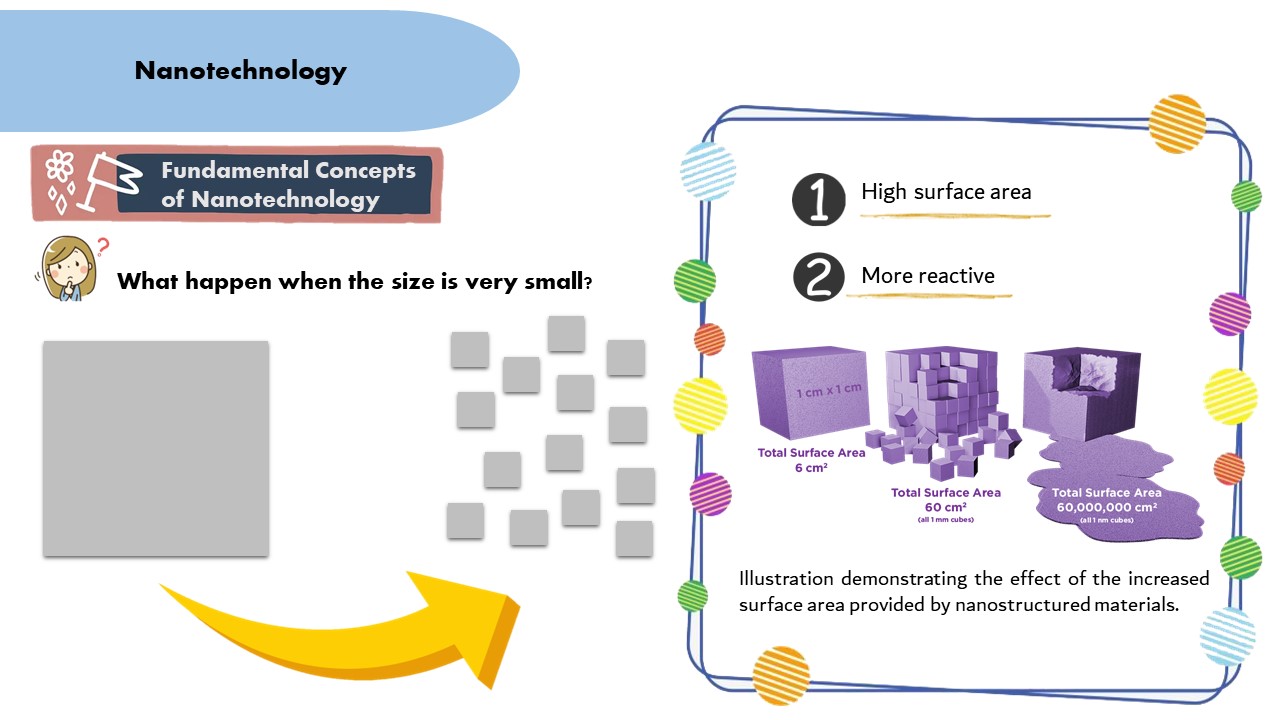 Nanotechnology
Fundamental Concepts
of Nanotechnology
?
What happen when the size is very small?
1 High surface area
2 More reactive
1 cm x 1 cm
Total Surface Area
6 cm²
Total Surface Area
60 cm²
(all 1 mm cubes)
Total Surface Area
60,000,000 cm²
(all 1 nm cubes)
Illustration demonstrating the effect of the increased
surface area provided by nanostructured materials.